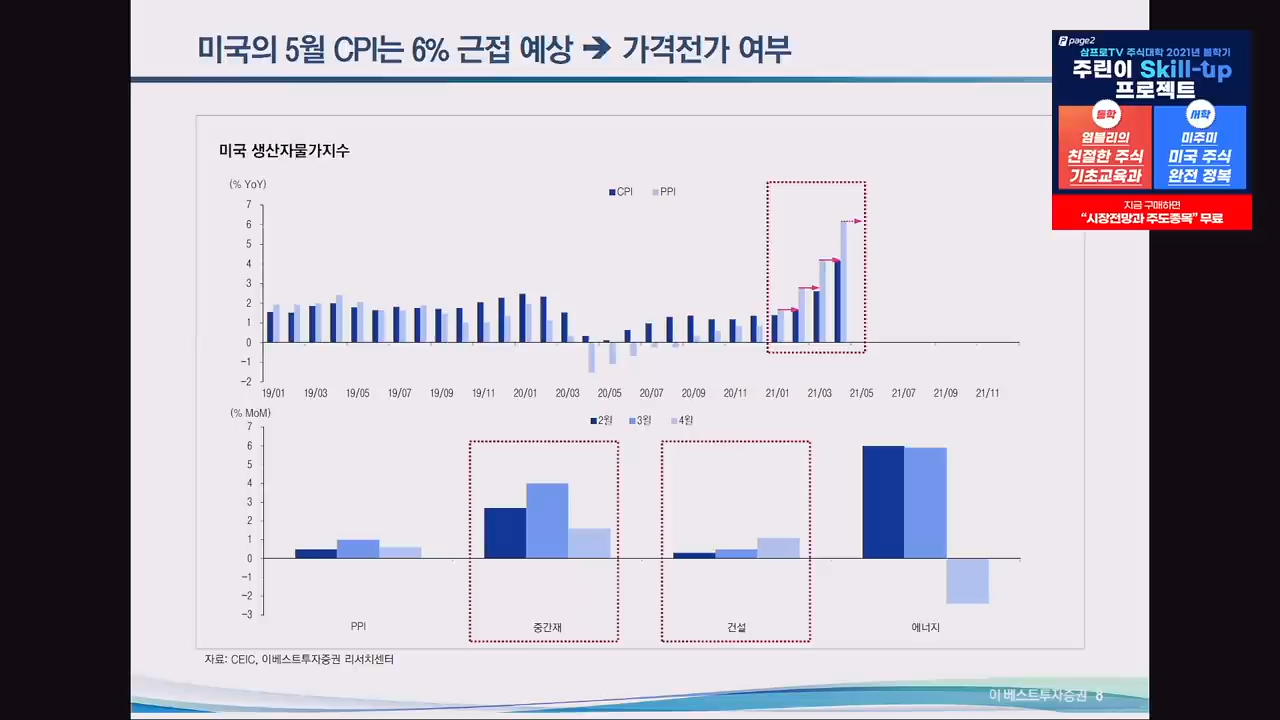 미국의 5월 CPI는 6% 근접 예상 ➔ 가격전가 여부
page2
삼프로TV 주식대학 2021년 봄학기
주린이 Skill-up
프로젝트
등학
염블리의
친절한 주식
기초교육과
새학
미주미
미국 주식
완전 정복
지금 구매하면
“시장전망과 주도종목” 무료
미국 생산자물가지수
(% YoY)
CPI PPI
7
6
5
4
3
2
1
0
−1
−2
19/01 19/03 19/05 19/07 19/09 19/11 20/01 20/03 20/05 20/07 20/09 20/11 21/01 21/03 21/05 21/07 21/09 21/11
(% MoM)
2월 3월 4월
7
6
5
4
3
2
1
0
−1
−2
−3
PPI 중간재 건설 에너지
자료: CEIC, 이베스트투자증권 리서치센터
이베스트투자증권 8